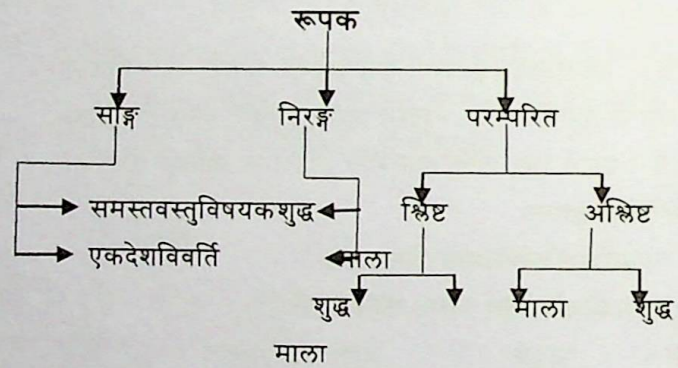 रूपक
साङ्ग निरङ्ग परम्परित
समस्तवस्तुविषयकशुद्ध श्लिष्ट अश्लिष्ट
एकदेशविवर्ति माला
शुद्ध माला शुद्ध
माला